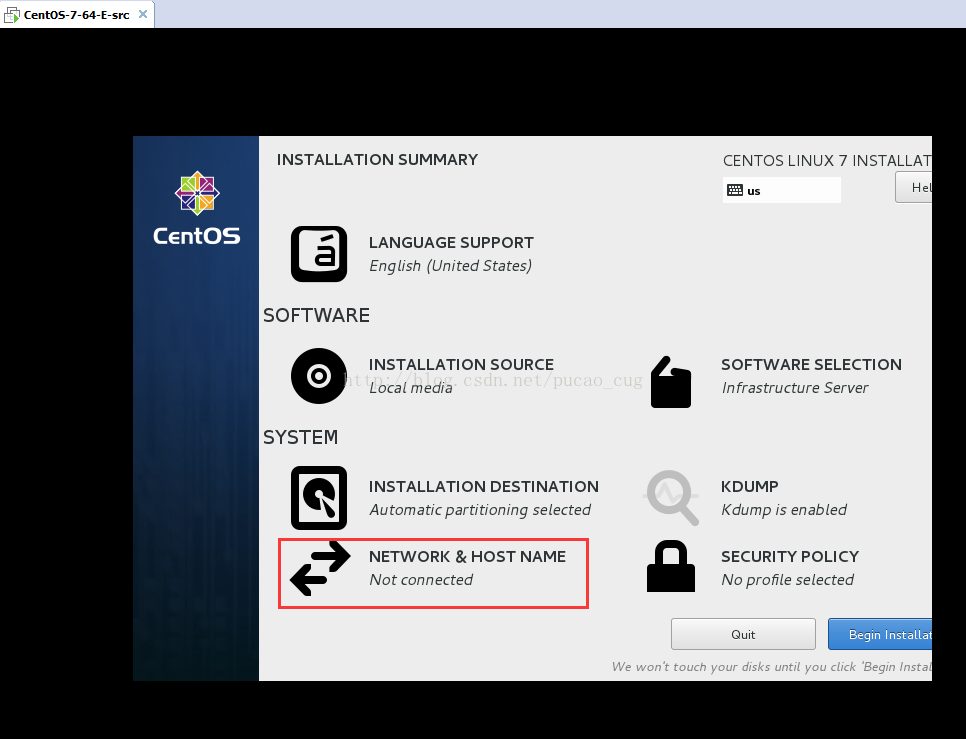 CentOS-7-64-E-src
INSTALLATION SUMMARY
CENTOS LINUX 7 INSTALLAT
us
Hel
CentOS
LANGUAGE SUPPORT
English (United States)
SOFTWARE
INSTALLATION SOURCE
Local media
SOFTWARE SELECTION
Infrastructure Server
http://blog.csdn.net/pucao_cug
SYSTEM
INSTALLATION DESTINATION
Automatic partitioning selected
KDUMP
Kdump is enabled
NETWORK & HOST NAME
Not connected
SECURITY POLICY
No profile selected
Quit
Begin Installat
We won't touch your disks until you click 'Begin Instal